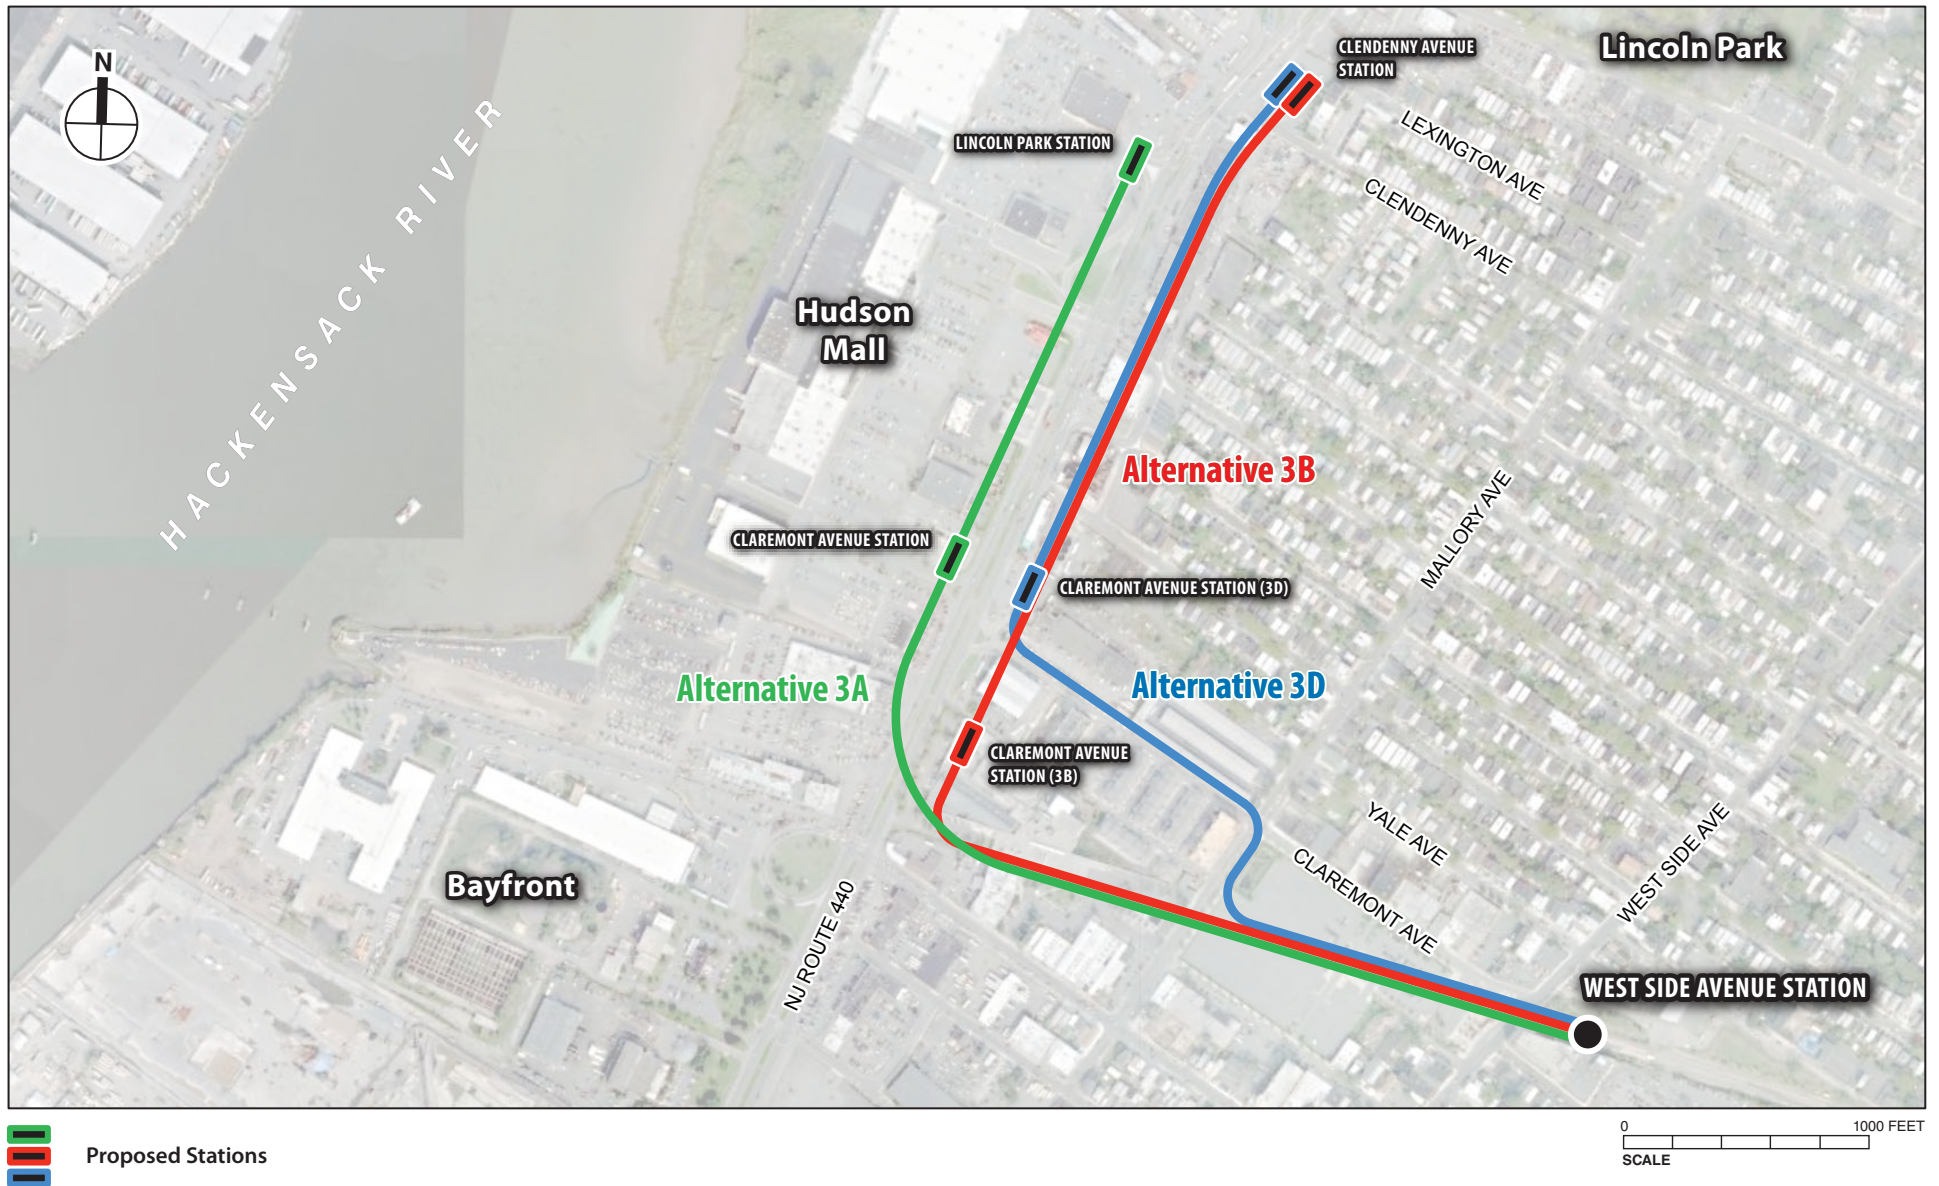 N
CLENDENNY AVENUE
STATION
Lincoln Park
LEXINGTON AVE
LINCOLN PARK STATION
CLENDENNY AVE
HACKENSACK RIVER
Hudson
Mall
Alternative 3B
MALLORY AVE
CLAREMONT AVENUE STATION
CLAREMONT AVENUE STATION (3D)
Alternative 3A
Alternative 3D
CLAREMONT AVENUE
STATION (3B)
YALE AVE
CLAREMONT AVE
WEST SIDE AVE
Bayfront
NJ ROUTE 440
WEST SIDE AVENUE STATION
Proposed Stations
0 1000 FEET
SCALE